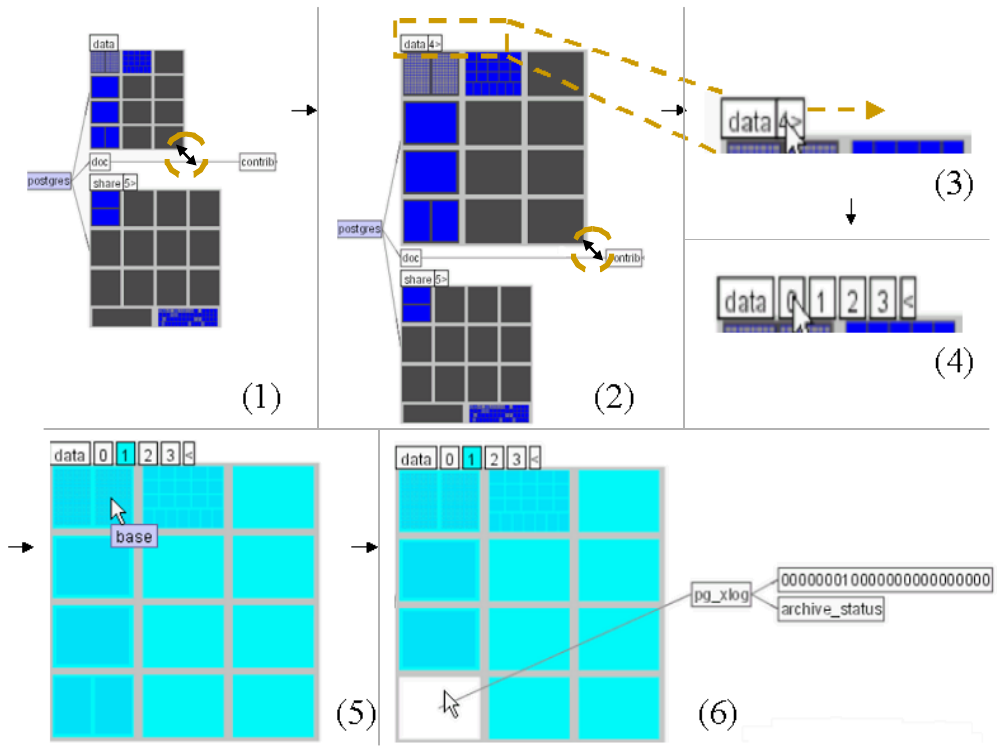 data
doc
contrib
postgres
share 5>
(1)
data 4>
postgres
doc
contrib
share 5>
(2)
data 4>
(3)
data 0 1 2 3 <
(4)
data 0 1 2 3 <
base
(5)
data 0 1 2 3 <
pg_xlog
000000010000000000000000
archive_status
(6)